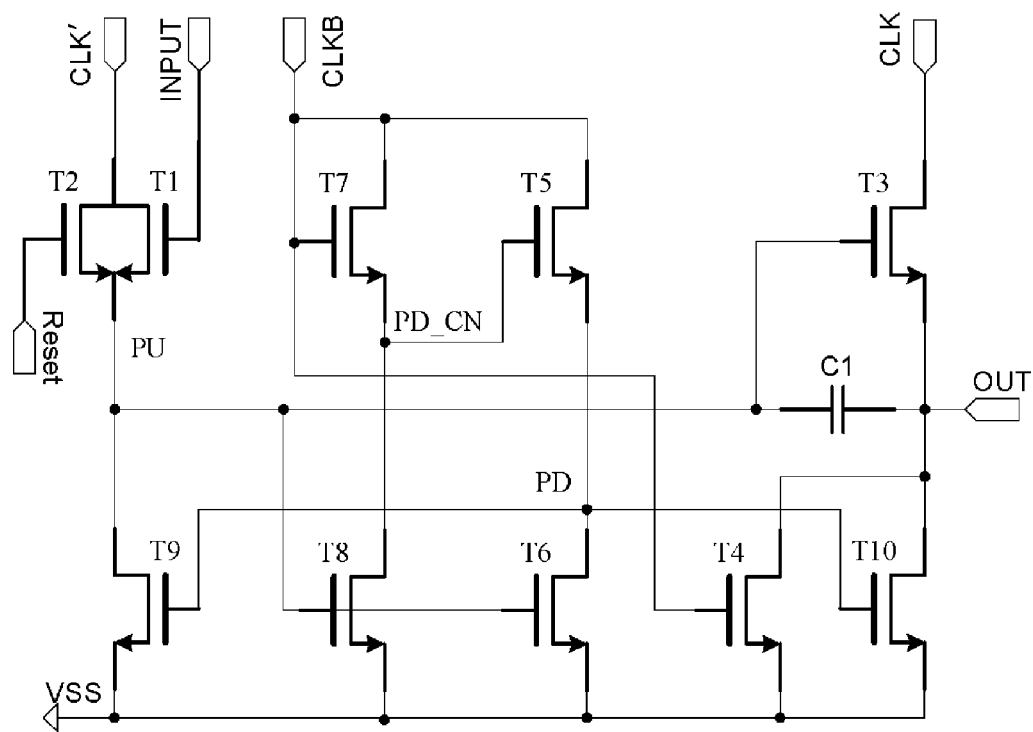 CLK'
INPUT
CLKB
CLK
T2
T1
T7
T5
T3
Reset
PU
PD_CN
C1
OUT
PD
T9
T8
T6
T4
T10
VSS